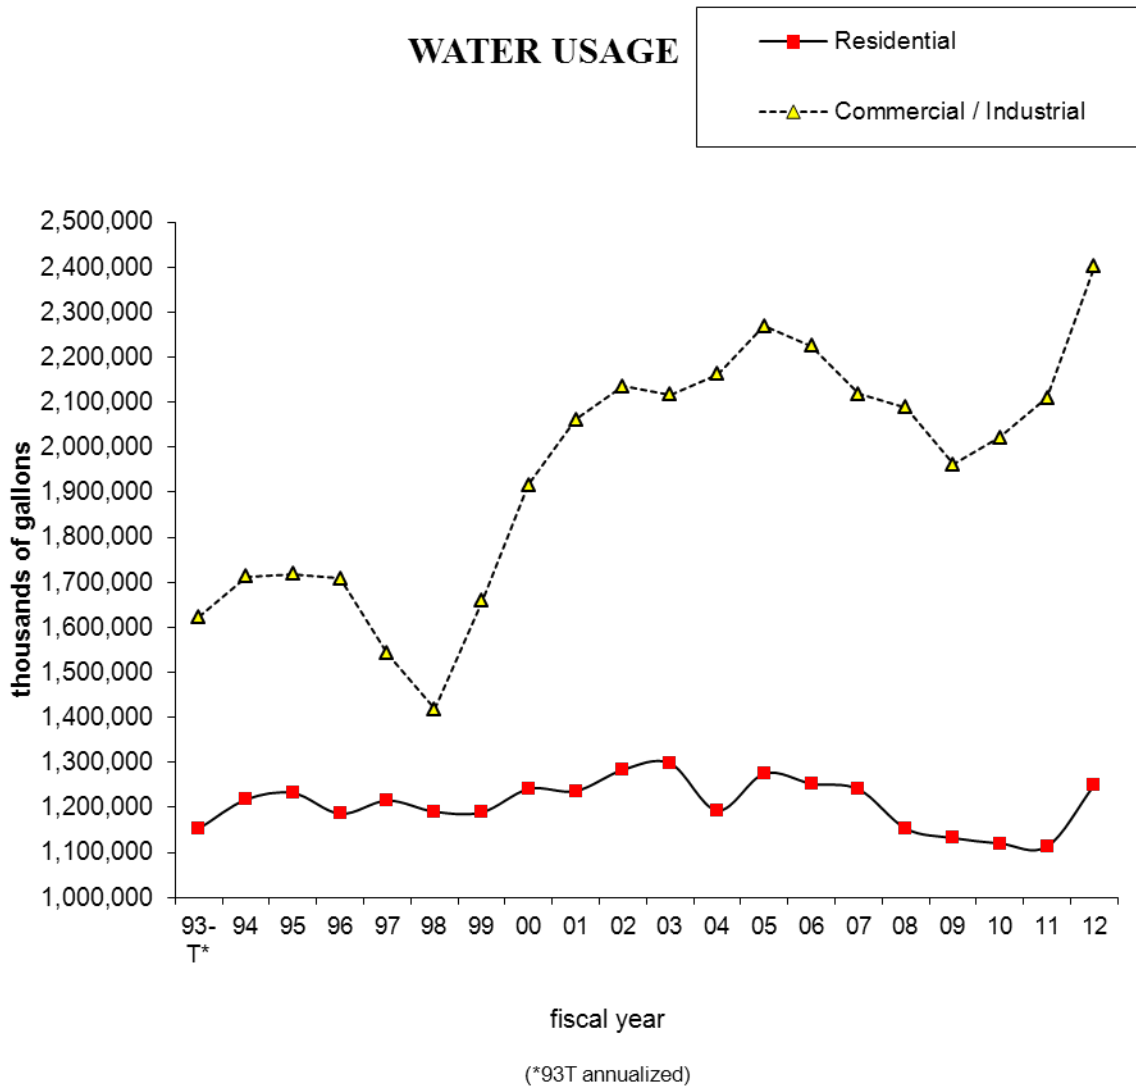 WATER USAGE
Residential
Commercial / Industrial
2,500,000
2,400,000
2,300,000
2,200,000
2,100,000
2,000,000
1,900,000
1,800,000
1,700,000
1,600,000
1,500,000
1,400,000
1,300,000
1,200,000
1,100,000
1,000,000
thousands of gallons
93- 94 95 96 97 98 99 00 01 02 03 04 05 06 07 08 09 10 11 12
T*
fiscal year
(*93T annualized)